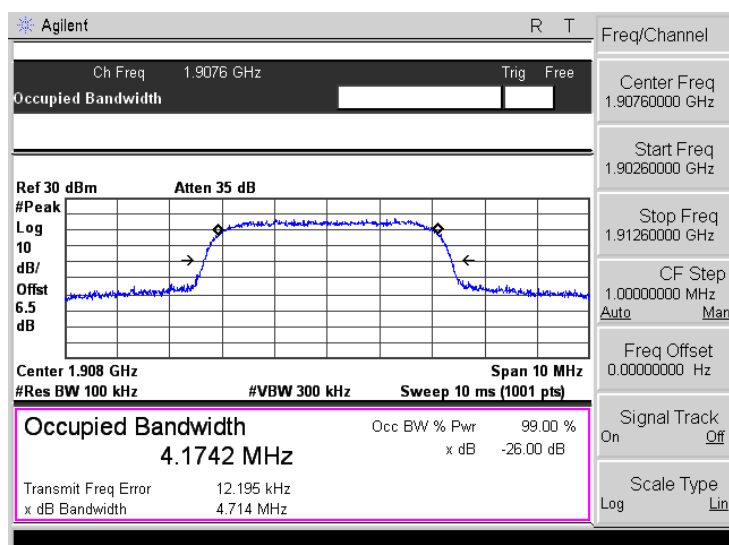 Agilent R T
Ch Freq 1.9076 GHz Trig Free
Occupied Bandwidth
Ref 30 dBm Atten 35 dB
#Peak
Log
10
dB/
Offst
6.5
dB
Center 1.908 GHz Span 10 MHz
#Res BW 100 kHz #VBW 300 kHz Sweep 10 ms (1001 pts)
Occupied Bandwidth
4.1742 MHz
Occ BW % Pwr 99.00 %
x dB -26.00 dB
Transmit Freq Error 12.195 kHz
x dB Bandwidth 4.714 MHz
Freq/Channel
Center Freq
1.90760000 GHz
Start Freq
1.90260000 GHz
Stop Freq
1.91260000 GHz
CF Step
1.00000000 MHz
Auto Man
Freq Offset
0.00000000 Hz
Signal Track
On Off
Scale Type
Log Lin